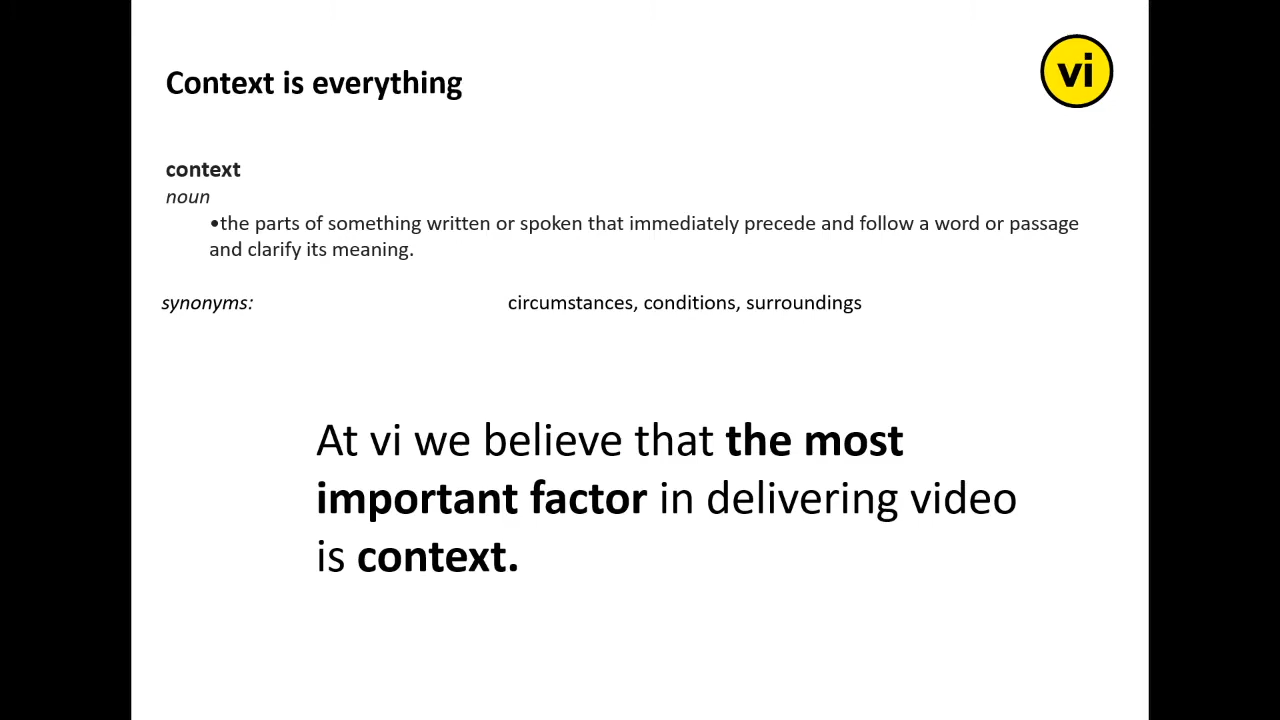 Context is everything
vi
context
noun
•the parts of something written or spoken that immediately precede and follow a word or passage
and clarify its meaning.
synonyms: circumstances, conditions, surroundings
At vi we believe that the most
important factor in delivering video
is context.